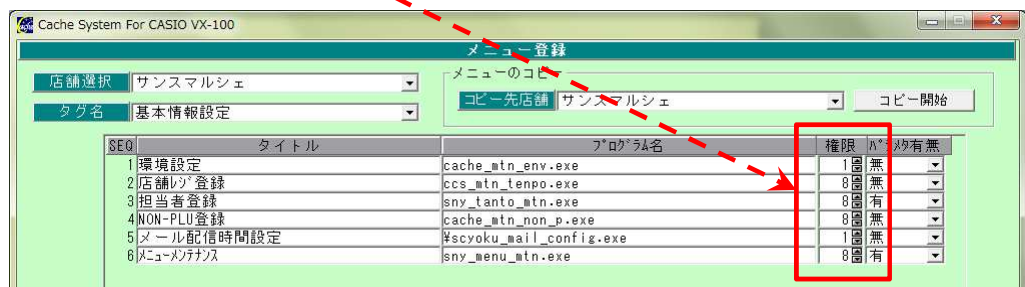 Cache System For CASIO VX-100
メニュー登録
店舗選択 サンスマルシェ
メニューのコピー
コピー先店舗 サンスマルシェ コピー開始
タグ名 基本情報設定
SEQ タイトル プログラム名 権限 パラメタ有無
1 環境設定 cache_mtn_env.exe 1 無
2 店舗レジ登録 ccs_mtn_tenpo.exe 8 無
3 担当者登録 sny_tanto_mtn.exe 8 有
4 NON-PLU登録 cache_mtn_non_p.exe 8 無
5 メール配信時間設定 ¥scyoku_mail_config.exe 1 無
6 メニューメンテナンス sny_menu_mtn.exe 8 有